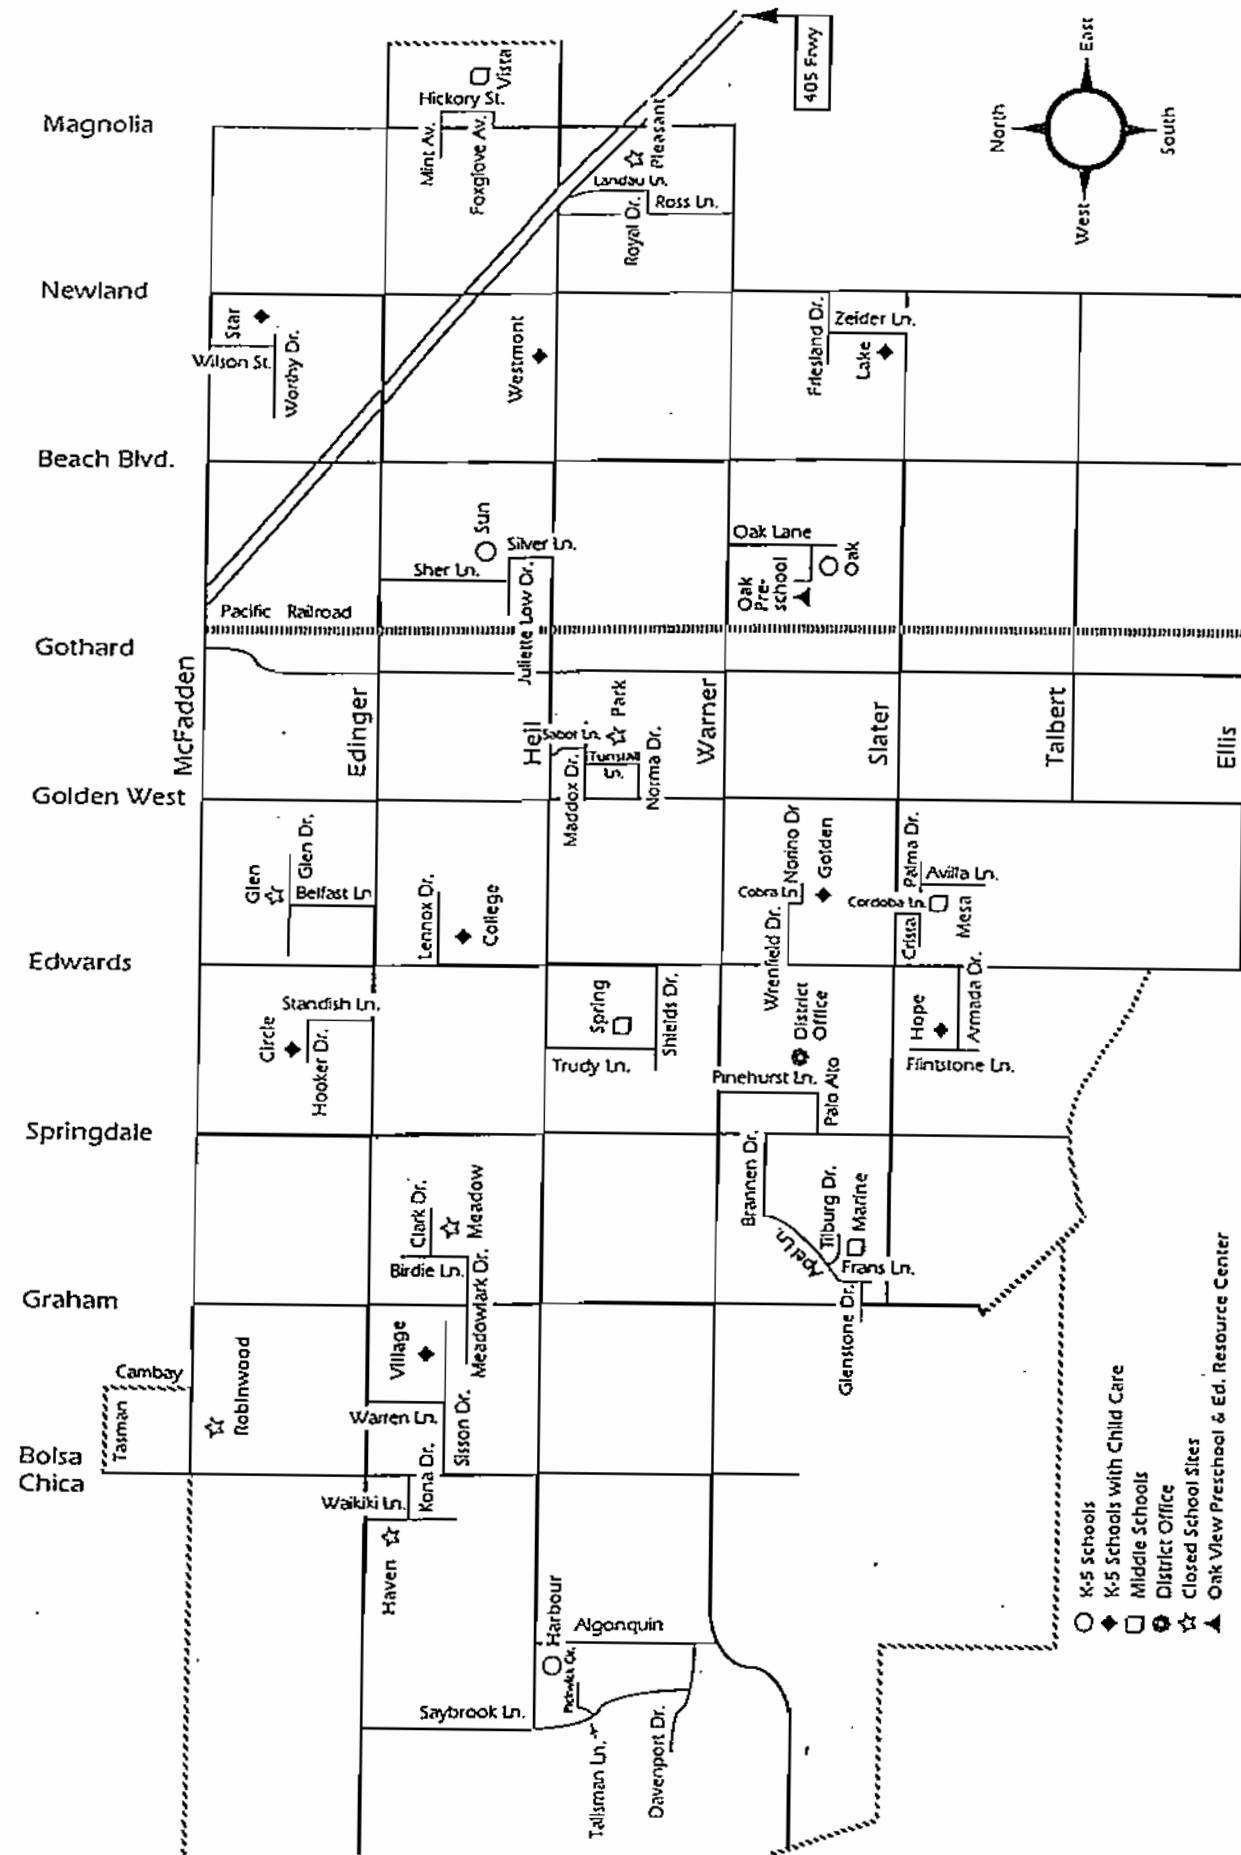 405 Frwy
East
North
South
West
Magnolia
Hickory St.
Vista
Mint Av.
Foxglove Av.
Pleasant
Landau Ln.
Royal Dr.
Ross Ln.
Newland
Star
Wilson St.
Worthy Dr.
Westmont
Friesland Dr.
Zeider Ln.
Lake
Beach Blvd.
Sun
Silver Ln.
Sher Ln.
Juliette Low Dr.
Oak Lane
Oak
Pre-
school
Oak
Pacific Railroad
Gothard
McFadden
Edinger
Heil
Warner
Slater
Talbert
Ellis
Sabot Ln.
Park
Maddox Dr.
Norma Dr.
Golden West
Glen
Glen Dr.
Belfast Ln
Lennox Dr.
College
Cobra Ln
Norino Dr
Golden
Wrenfield Dr.
Palma Dr.
Avilla Ln.
Cordoba Ln.
Cristal
Mesa
Edwards
Standish Ln.
Circle
Hooker Dr.
Spring
Trudy Ln.
Shields Dr.
District
Office
Pinehurst Ln.
Palo Alto
Hope
Armada Dr.
Flintstone Ln.
Springdale
Clark Dr.
Meadow
Birdie Ln.
Meadowlark Dr.
Brannen Dr.
Apel Ln.
Tilburg Dr.
Marine
Frans Ln.
Glenstone Dr.
Graham
Cambay
Tasman
Robinwood
Village
Warren Ln.
Sisson Dr.
Bolsa
Chica
Waikiki Ln.
Kona Dr.
Haven
Harbour
Algonquin
Pickwick Cir.
Saybrook Ln.
Talisman Ln.
Davenport Dr.
K-5 Schools
K-5 Schools with Child Care
Middle Schools
District Office
Closed School Sites
Oak View Preschool & Ed. Resource Center